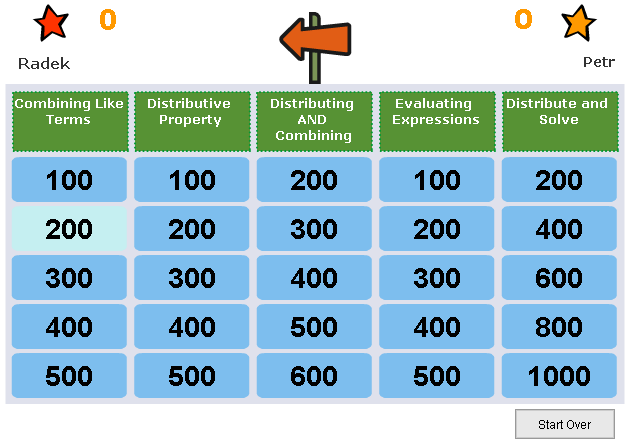 0 0
Radek Petr
Combining Like
Terms
Distributive
Property
Distributing
AND
Combining
Evaluating
Expressions
Distribute and
Solve
100 100 200 100 200
200 200 300 200 400
300 300 400 300 600
400 400 500 400 800
500 500 600 500 1000
Start Over